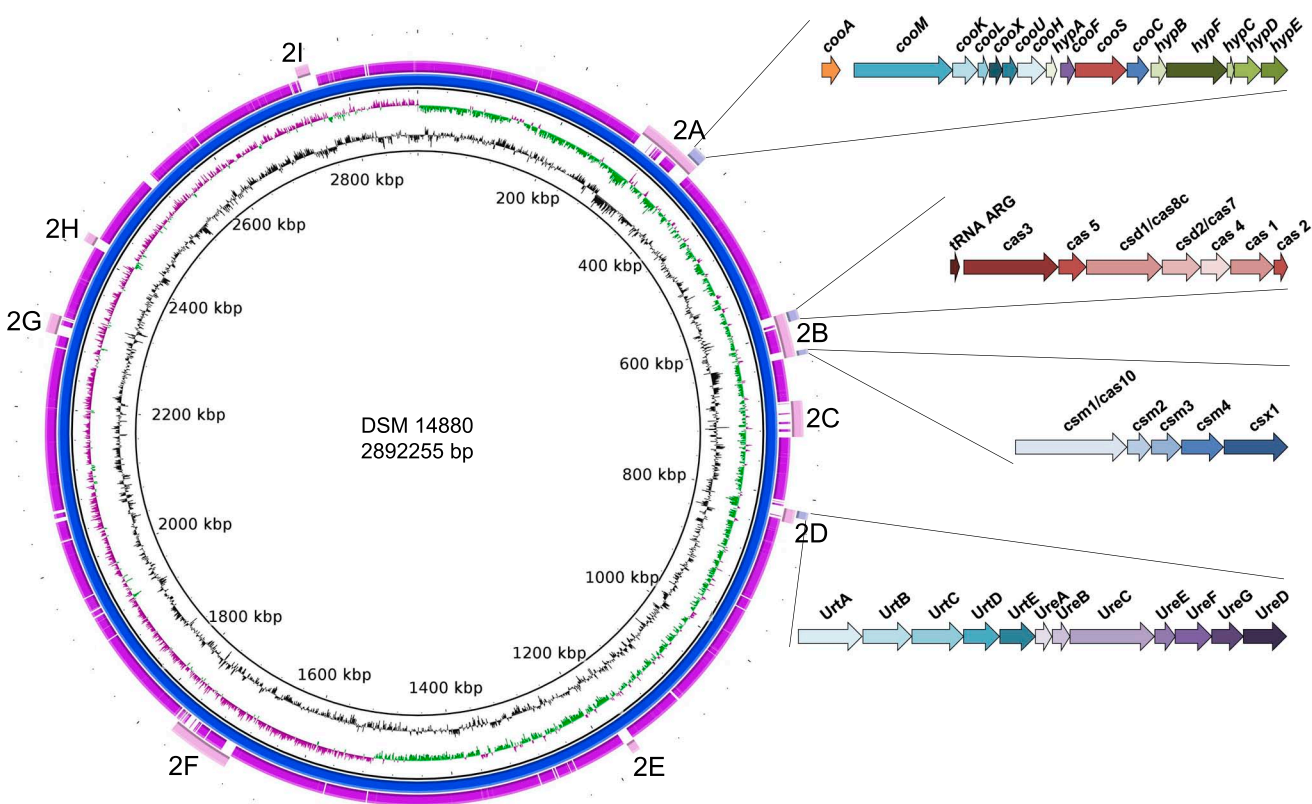 cooA
cooM
cooK
cooL
cooX
cooU
cooH
hypA
cooF
cooS
cooC
hypB
hypF
hypC
hypD
hypE
2I
2A
2800 kbp
200 kbp
2H
2600 kbp
400 kbp
tRNA ARG
cas3
cas 5
csd1/cas8c
csd2/cas7
cas 4
cas 1
cas 2
2G
2400 kbp
600 kbp
2B
2200 kbp
DSM 14880
2892255 bp
2C
csm1/cas10
csm2
csm3
csm4
csx1
800 kbp
2000 kbp
2D
1000 kbp
1800 kbp
UrtA
UrtB
UrtC
UrtD
UrtE
UreA
UreB
UreC
UreE
UreF
UreG
UreD
1200 kbp
1600 kbp
1400 kbp
2F
2E